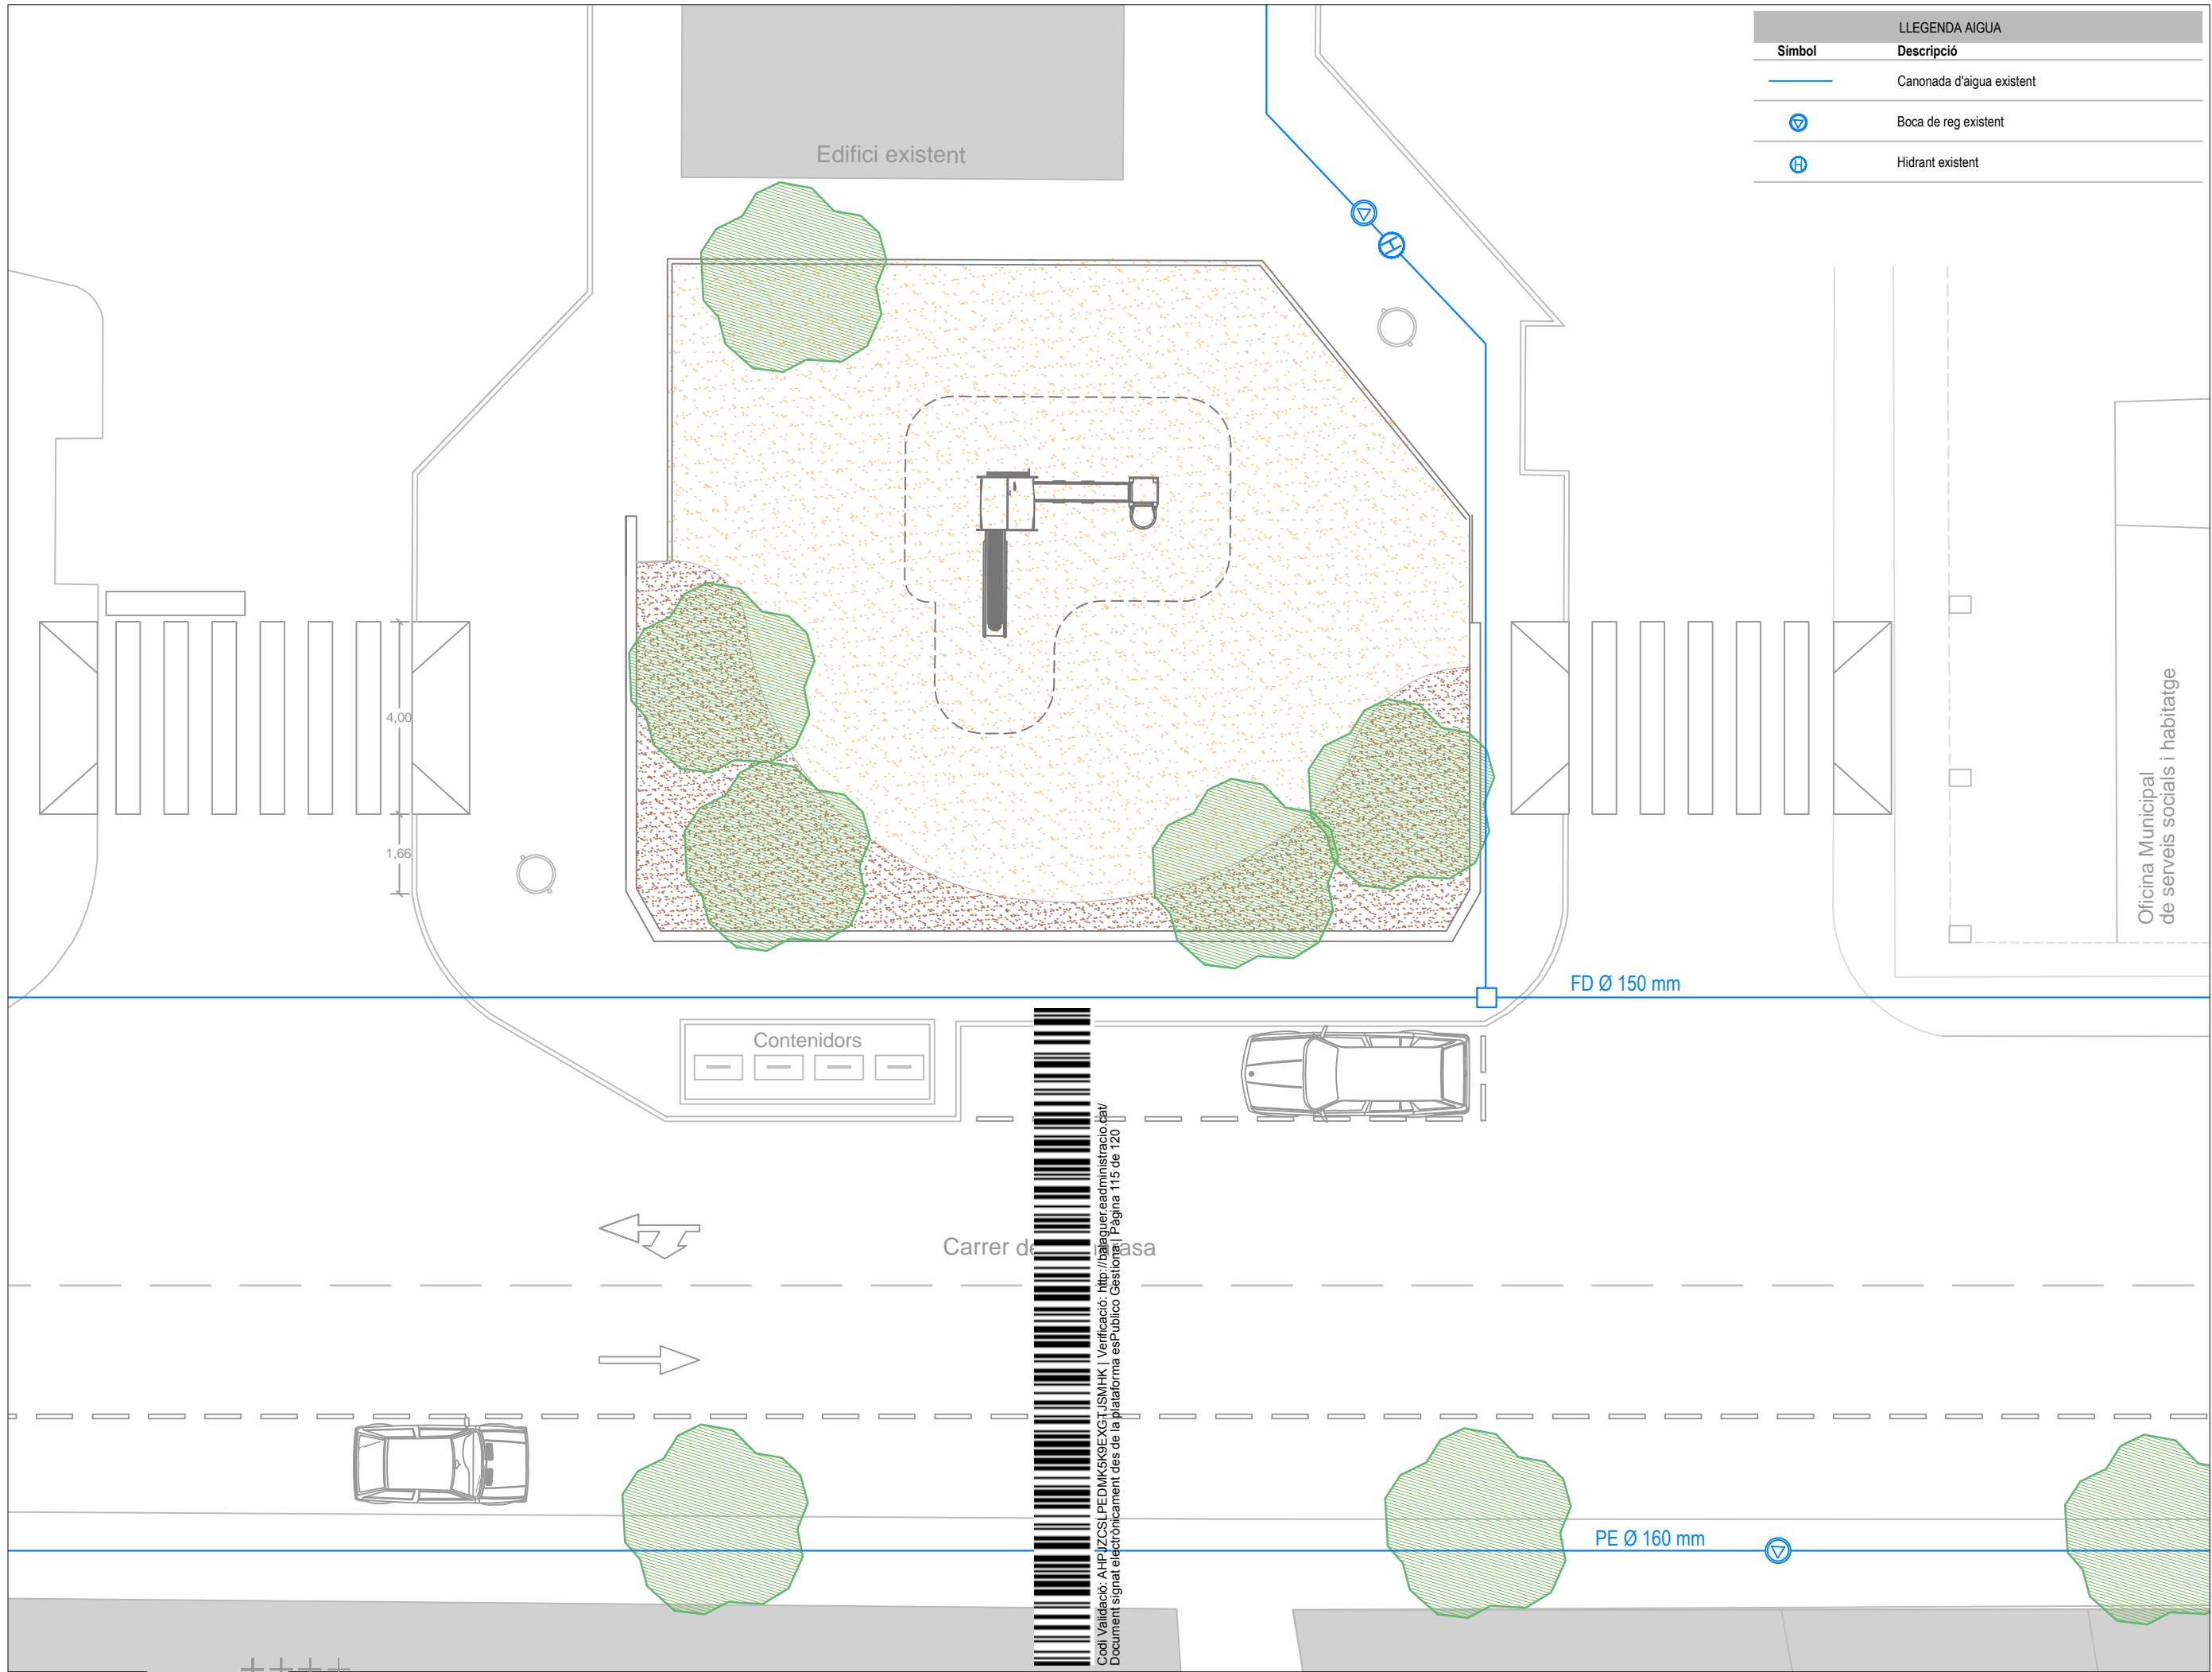 LLEGENDA AIGUA
Símbol Descripció
Canonada d'aigua existent
Boca de reg existent
H Hidrant existent
Edifici existent
H
4,00
1,66
Oficina Municipal
de serveis socials i habitatge
FD Ø 150 mm
Contenidors
Carrer de
asa
PE Ø 160 mm
Codi Validació: AHPJZCSLPEDMK5K9EXGTJSMHK | Verificació: http://balaguer.eadministracio.cat/
Document signat electrònicament des de la plataforma esPublico Gestiona | Pàgina 115 de 120